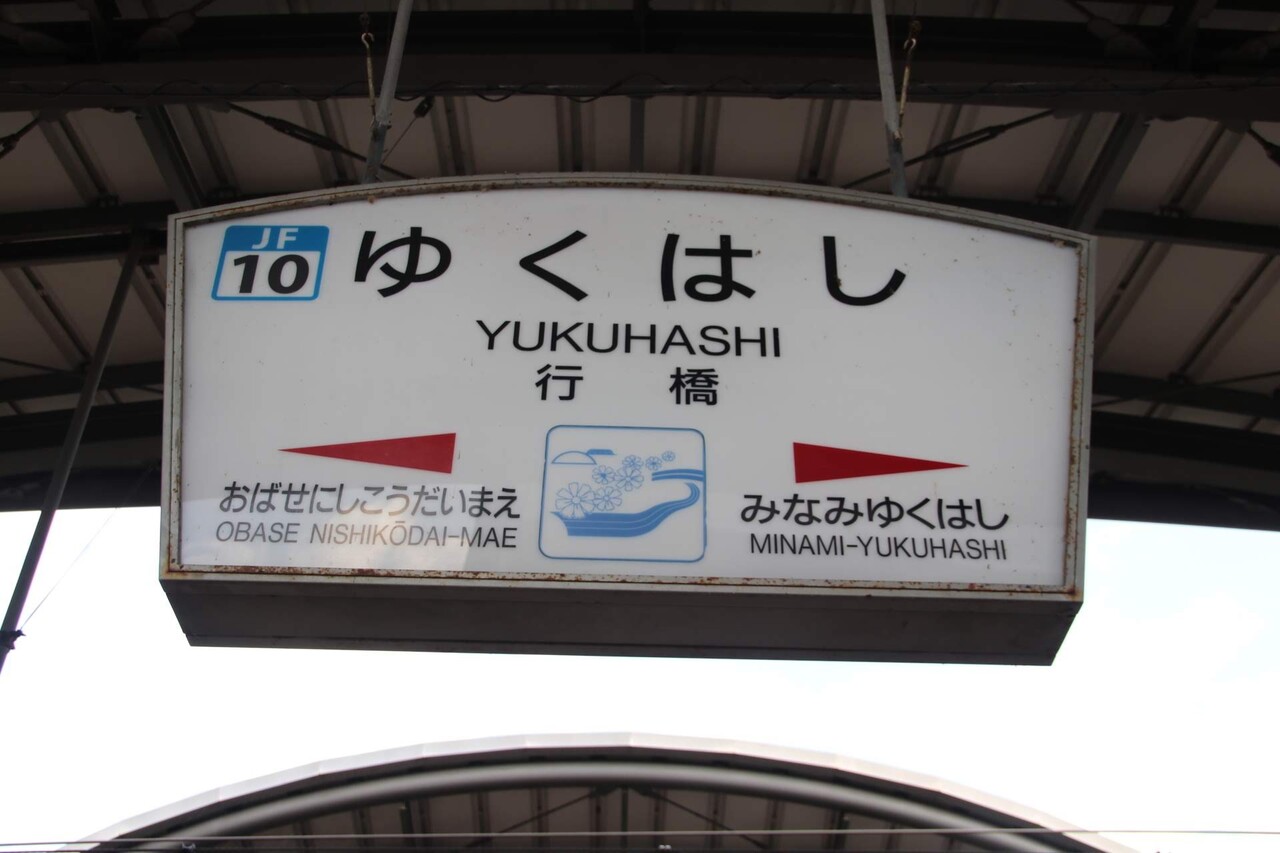 JF
10
ゆくはし
YUKUHASHI
行橋
おばせにしこうだいまえ
OBASE NISHIKŌDAI-MAE
みなみゆくはし
MINAMI-YUKUHASHI